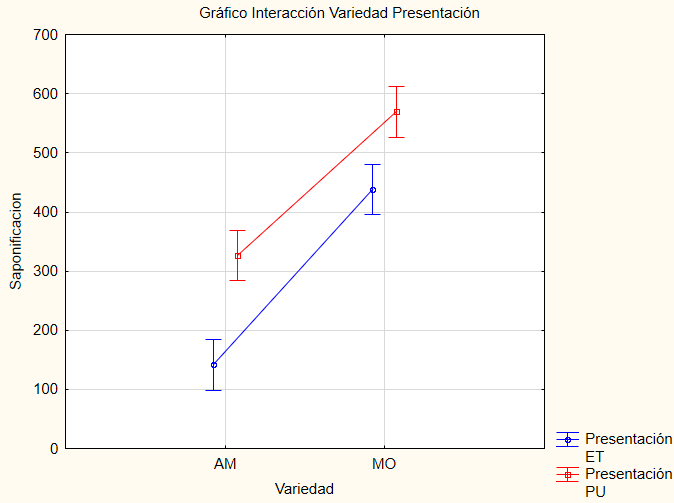 Gráfico Interacción Variedad Presentación
700
600
500
400
300
200
100
0
Saponificacion
AM
MO
Variedad
Presentación
ET
Presentación
PU